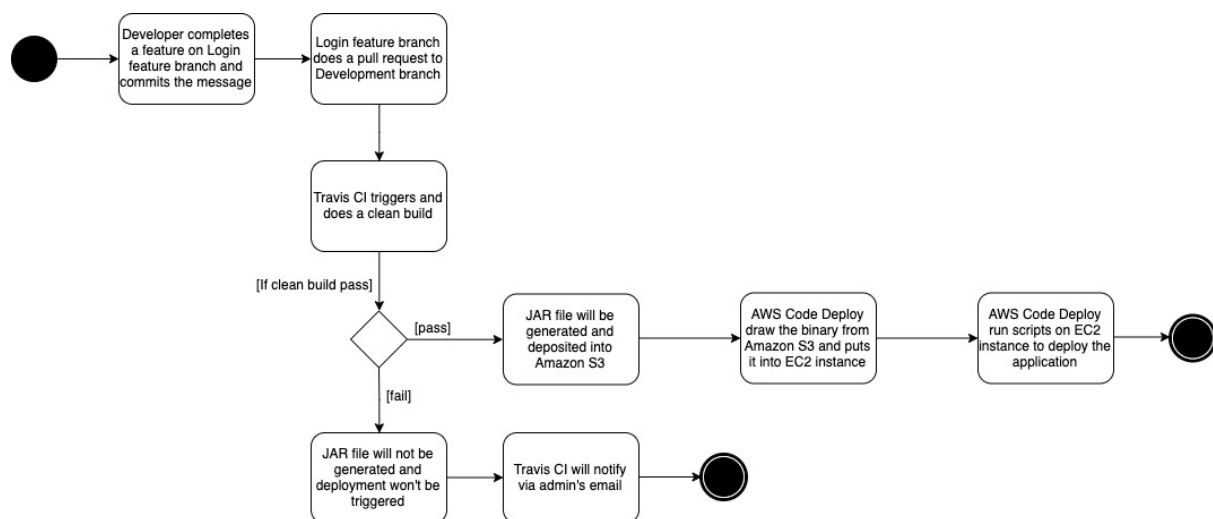 Developer completes
a feature on Login
feature branch and
commits the message
Login feature branch
does a pull request to
Development branch
Travis CI triggers and
does a clean build
[If clean build pass]
[pass]
JAR file will be
generated and
deposited into
Amazon S3
AWS Code Deploy
draw the binary from
Amazon S3 and puts
it into EC2 instance
AWS Code Deploy
run scripts on EC2
instance to deploy the
application
[fail]
JAR file will not be
generated and
deployment won't be
triggered
Travis CI will notify
via admin's email